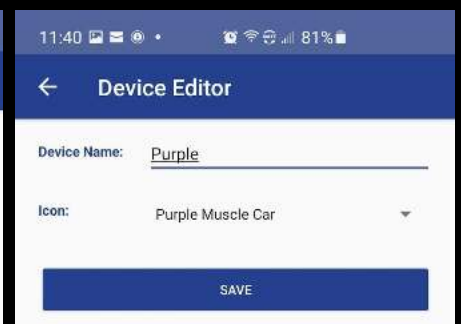 11:40 81%
Device Editor
Device Name: Purple
Icon: Purple Muscle Car
SAVE